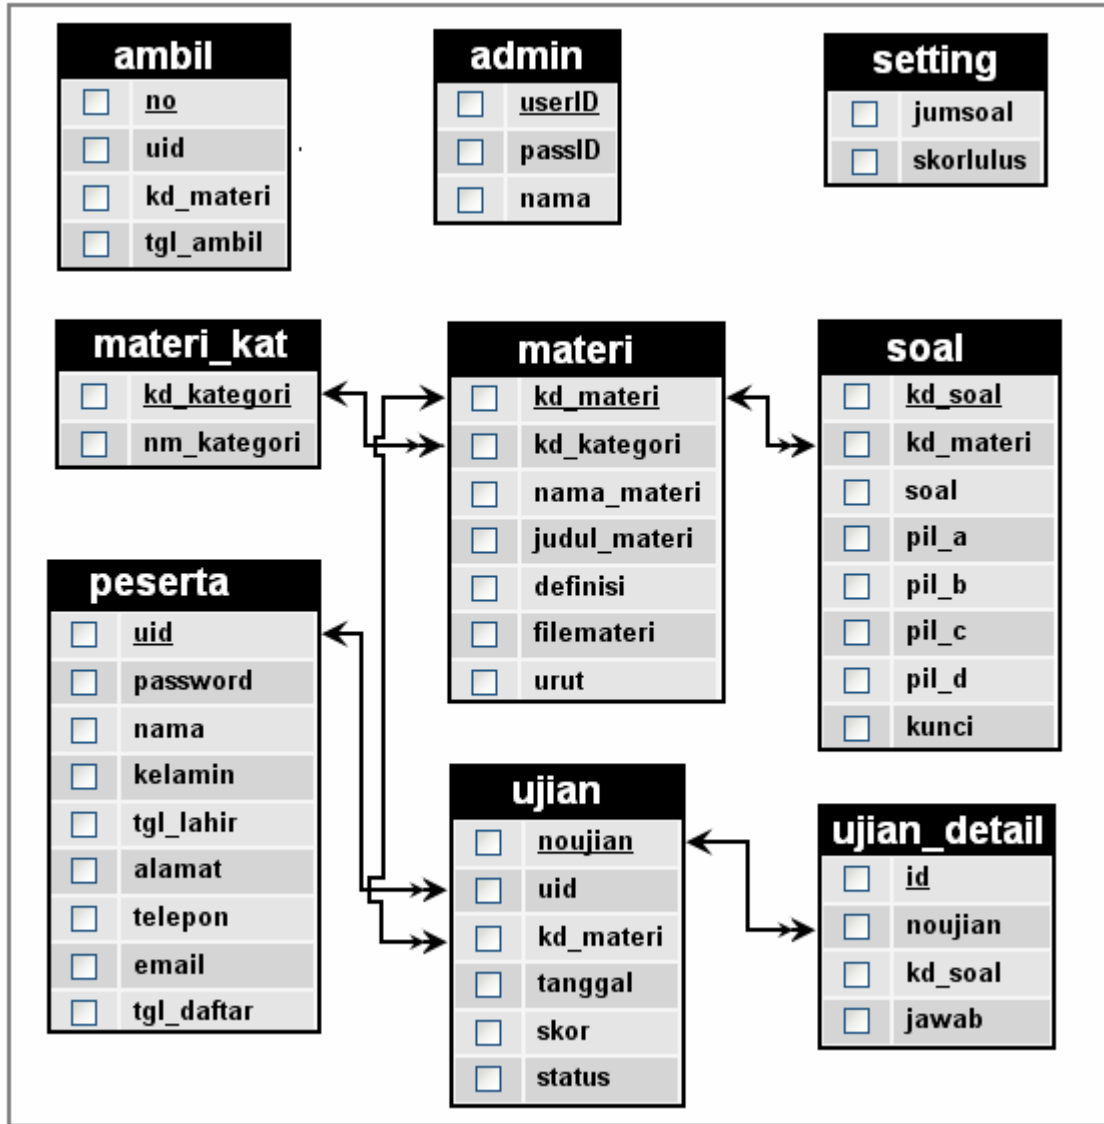 ambil
no
uid
kd_materi
tgl_ambil
admin
userID
passID
nama
setting
jumsoal
skorlulus
materi_kat
kd_kategori
nm_kategori
materi
kd_materi
kd_kategori
nama_materi
judul_materi
definisi
filemateri
urut
soal
kd_soal
kd_materi
soal
pil_a
pil_b
pil_c
pil_d
kunci
peserta
uid
password
nama
kelamin
tgl_lahir
alamat
telepon
email
tgl_daftar
ujian
noujian
uid
kd_materi
tanggal
skor
status
ujian_detail
id
noujian
kd_soal
jawab